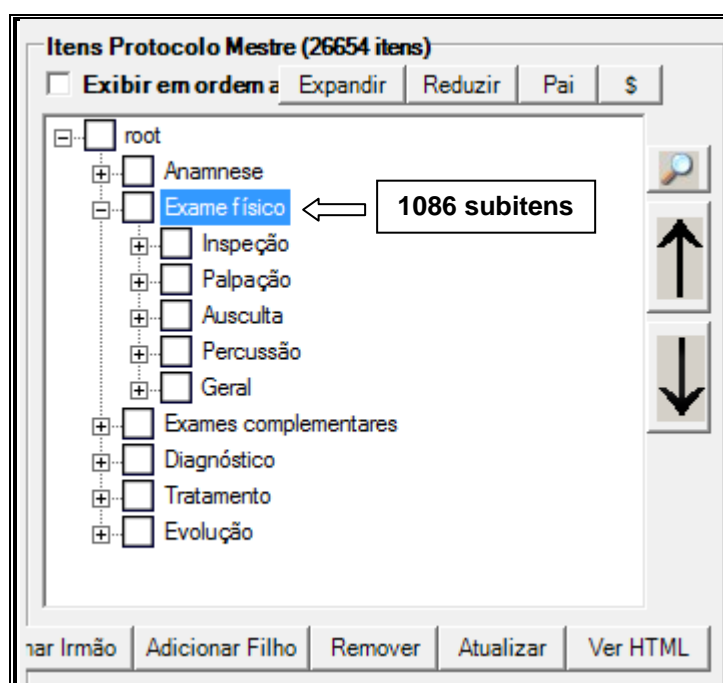 Itens Protocolo Mestre (26654 itens)
Exibir em ordem a Expandir Reduzir Pai $
root
Anamnese
Exame físico 1086 subitens
Inspeção
Palpação
Ausculta
Percussão
Geral
Exames complementares
Diagnóstico
Tratamento
Evolução
nar Irmão Adicionar Filho Remover Atualizar Ver HTML